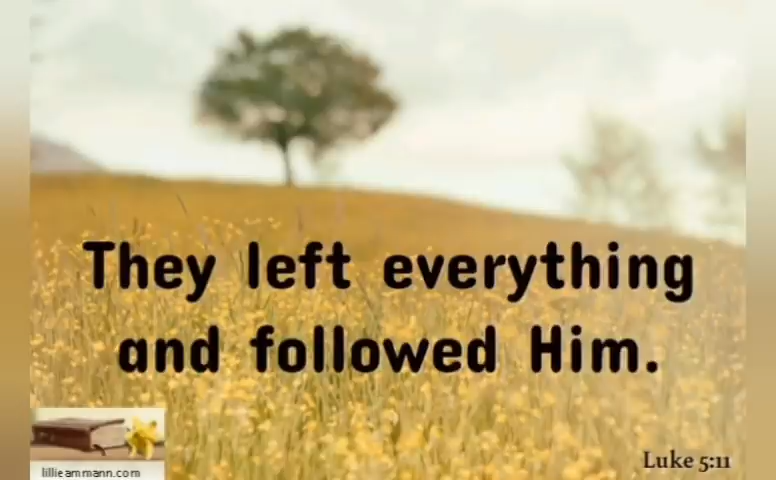 They left everything
and followed Him.
lillieammann.com
Luke 5:11